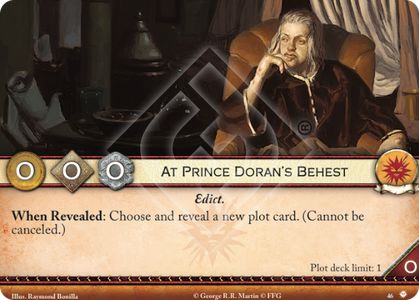 0 0 0 AT PRINCE DORAN'S BEHEST
Edict.
When Revealed: Choose and reveal a new plot card. (Cannot be
canceled.)
Plot deck limit: 1
0
Illus. Raymond Bonilla © George R.R. Martin © FFG 46
®